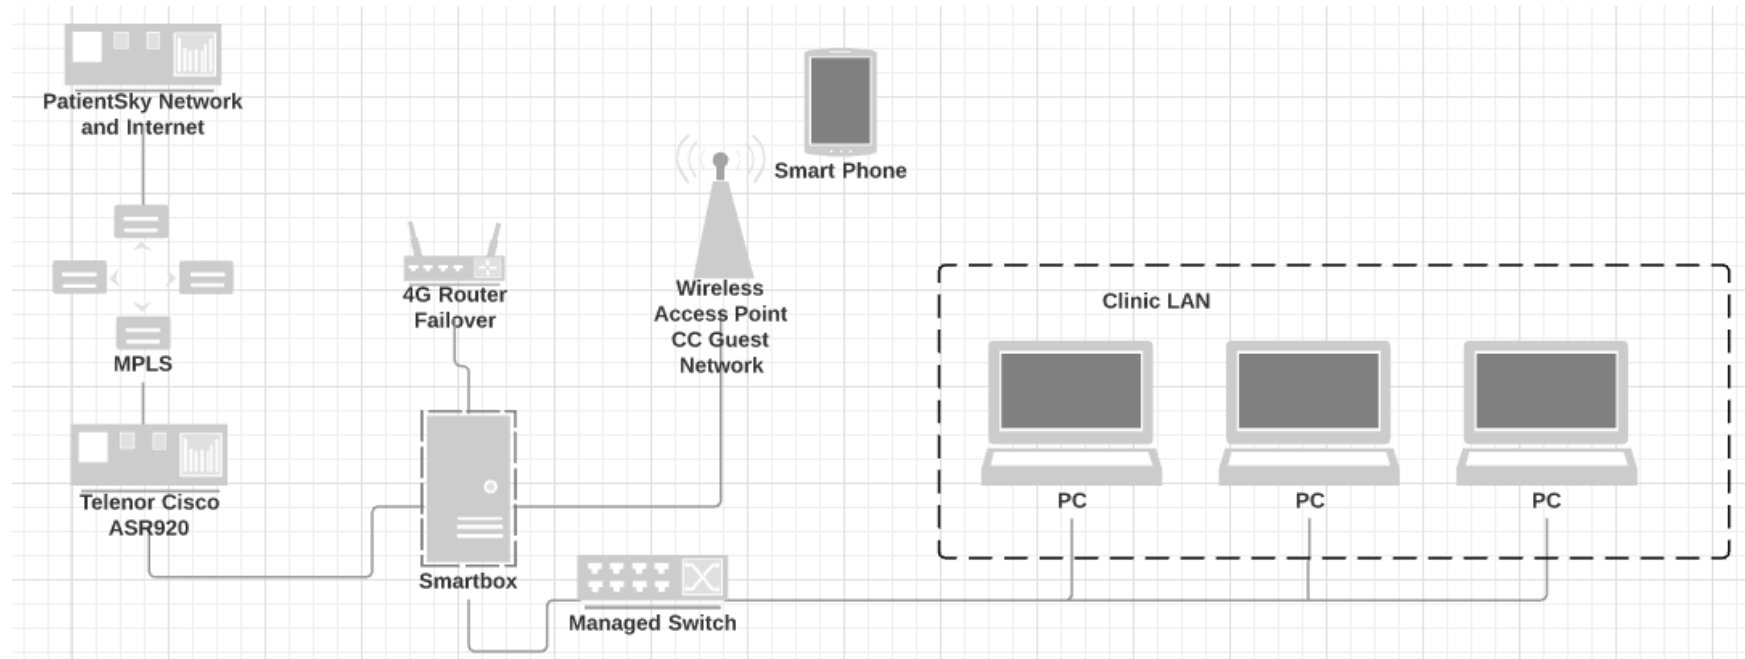 PatientSky Network
and Internet
Smart Phone
4G Router
Failover
Wireless
Access Point
CC Guest
Network
Clinic LAN
MPLS
Telenor Cisco
ASR920
PC
PC
PC
Smartbox
Managed Switch